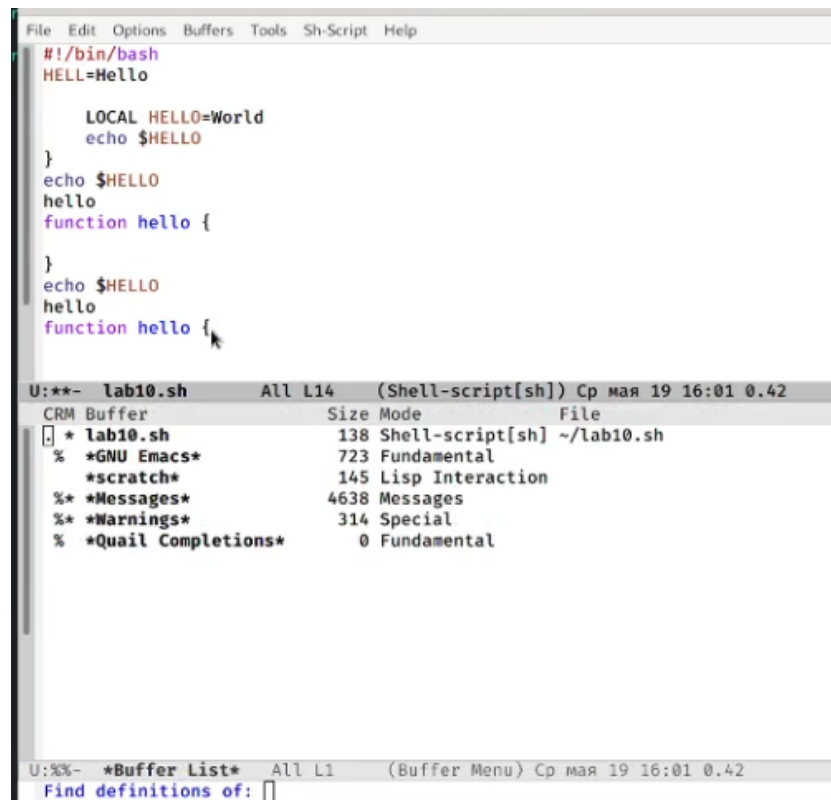 File Edit Options Buffers Tools Sh-Script Help
#!/bin/bash
HELL=Hello
LOCAL HELLO=World
echo $HELLO
}
echo $HELLO
hello
function hello {
}
echo $HELLO
hello
function hello {
U:**- lab10.sh All L14 (Shell-script[sh]) Ср мая 19 16:01 0.42
CRM Buffer Size Mode File
. * lab10.sh 138 Shell-script[sh] ~/lab10.sh
% *GNU Emacs* 723 Fundamental
*scratch* 145 Lisp Interaction
%* *Messages* 4638 Messages
%* *Warnings* 314 Special
% *Quail Completions* 0 Fundamental
U:%%- *Buffer List* All L1 (Buffer Menu) Ср мая 19 16:01 0.42
Find definitions of: